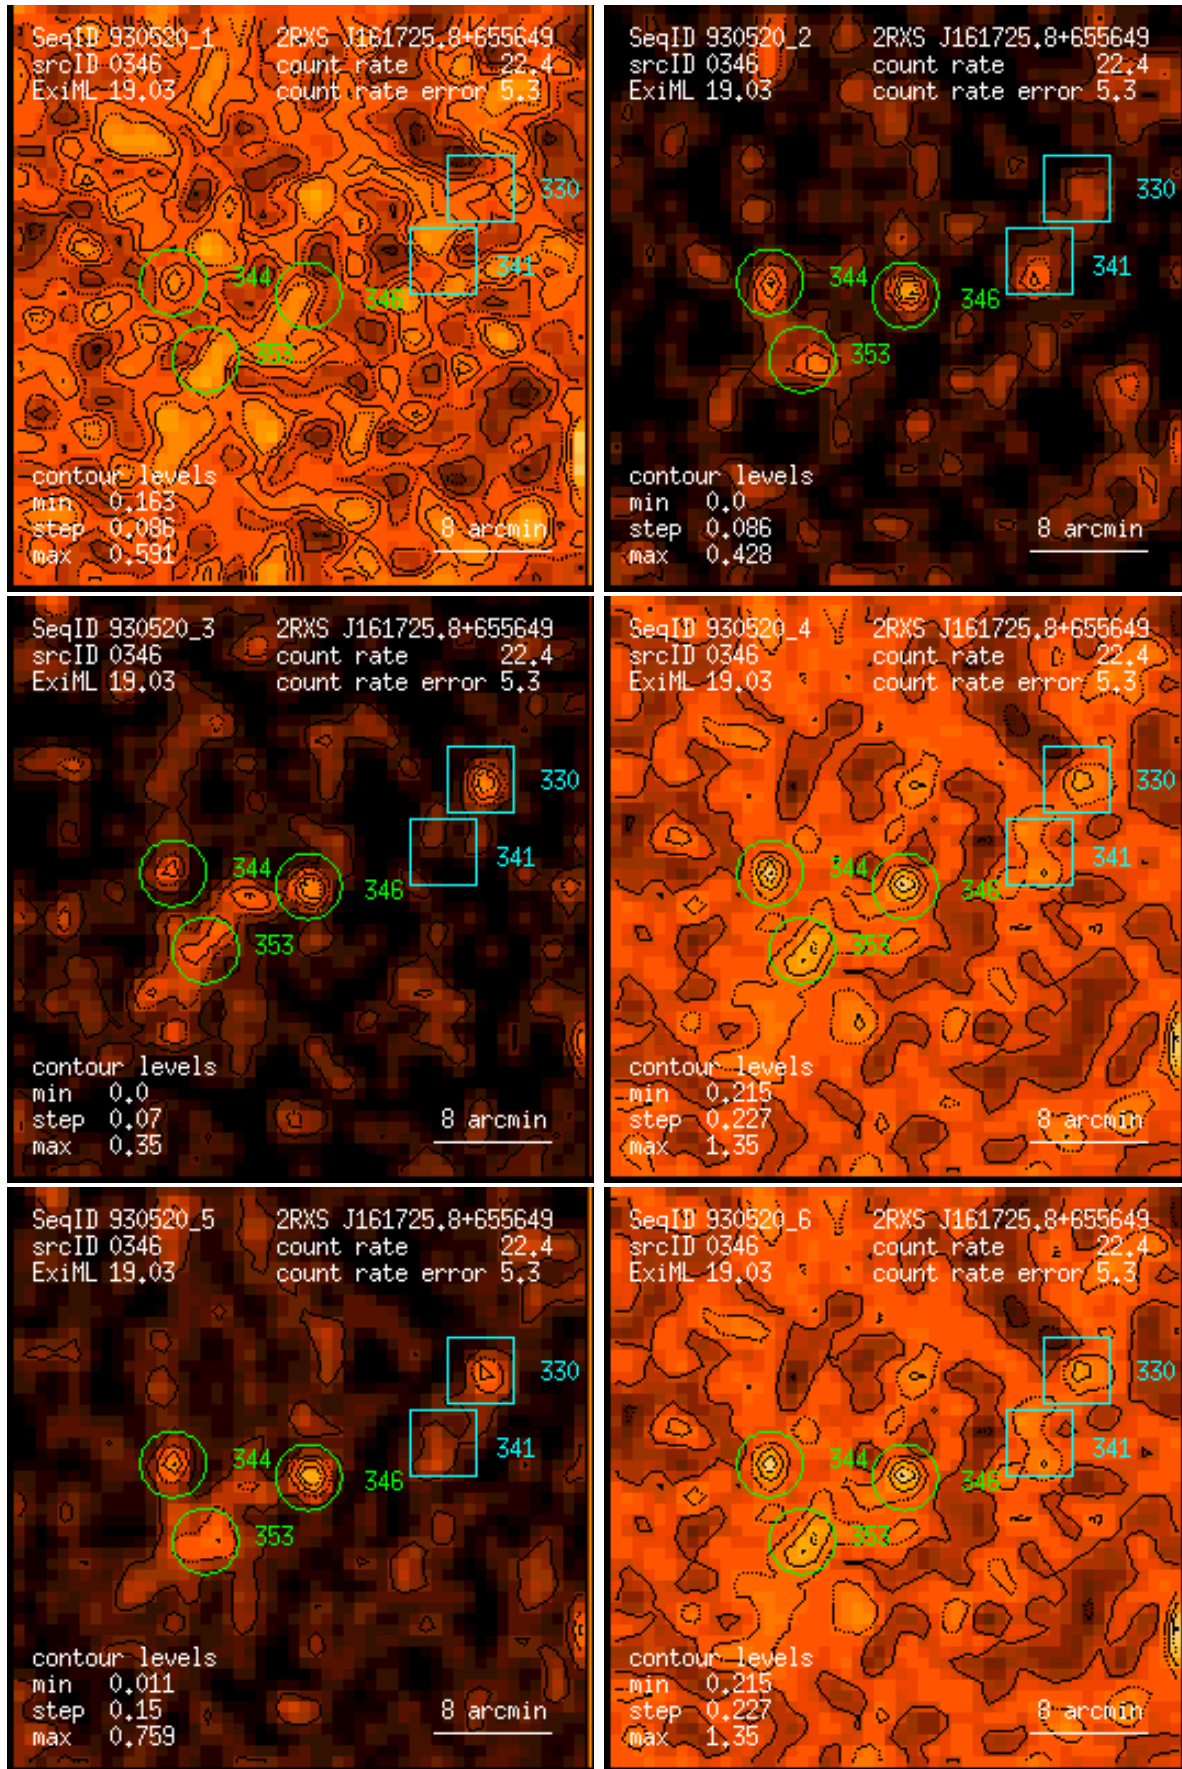 SeqID 930520_1 2RXS J161725.8+655649
srcID 0346 count rate 22.4
ExiML 19.03 count rate error 5.3
330
341
344
346
353
contour levels
min 0.163
step 0.086
max 0.591
8 arcmin
SeqID 930520_2 2RXS J161725.8+655649
srcID 0346 count rate 22.4
ExiML 19.03 count rate error 5.3
330
341
344
346
353
contour levels
min 0.0
step 0.086
max 0.428
8 arcmin
SeqID 930520_3 2RXS J161725.8+655649
srcID 0346 count rate 22.4
ExiML 19.03 count rate error 5.3
330
341
344
346
353
contour levels
min 0.0
step 0.07
max 0.35
8 arcmin
SeqID 930520_4 2RXS J161725.8+655649
srcID 0346 count rate 22.4
ExiML 19.03 count rate error 5.3
330
341
344
346
353
contour levels
min 0.215
step 0.227
max 1.35
8 arcmin
SeqID 930520_5 2RXS J161725.8+655649
srcID 0346 count rate 22.4
ExiML 19.03 count rate error 5.3
330
341
344
346
353
contour levels
min 0.011
step 0.15
max 0.759
8 arcmin
SeqID 930520_6 2RXS J161725.8+655649
srcID 0346 count rate 22.4
ExiML 19.03 count rate error 5.3
330
341
344
346
353
contour levels
min 0.215
step 0.227
max 1.35
8 arcmin